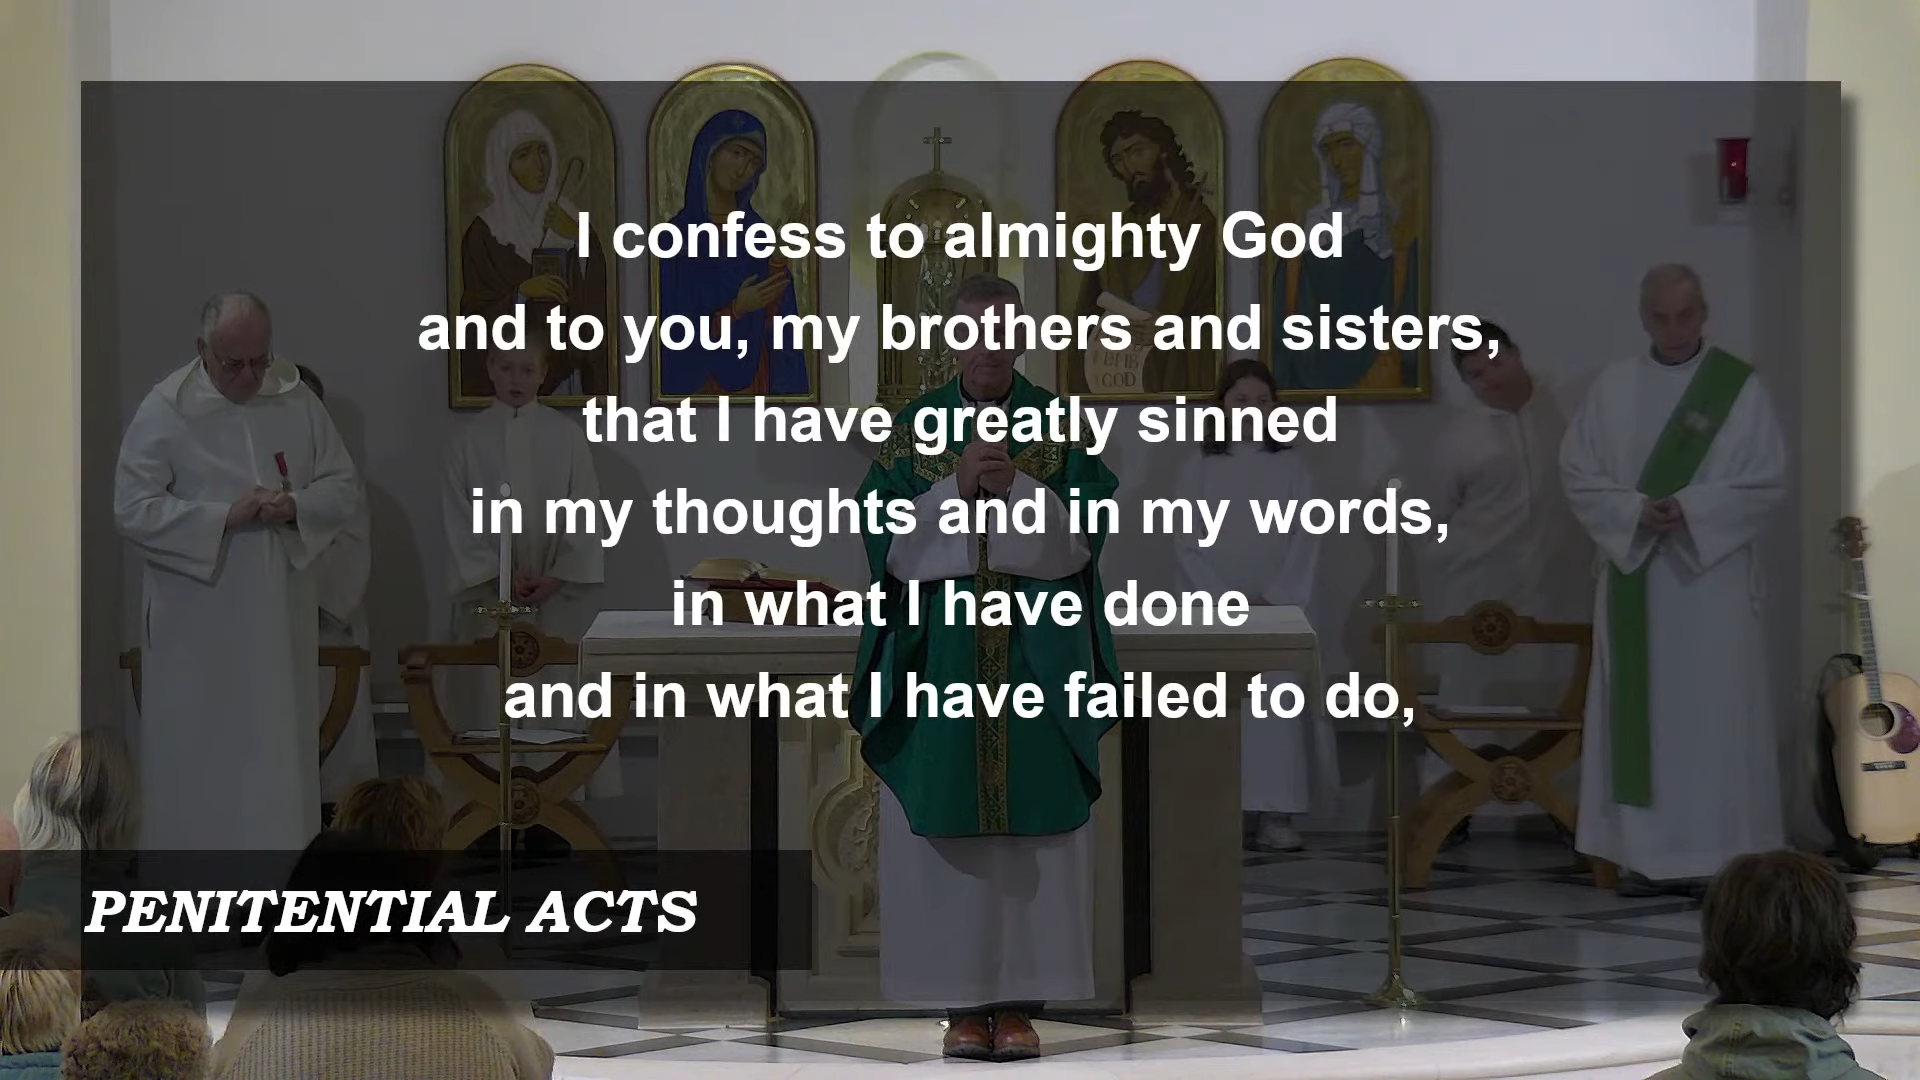 I confess to almighty God
and to you, my brothers and sisters,
that I have greatly sinned
in my thoughts and in my words,
in what I have done
and in what I have failed to do,
GOD
PENITENTIAL ACTS